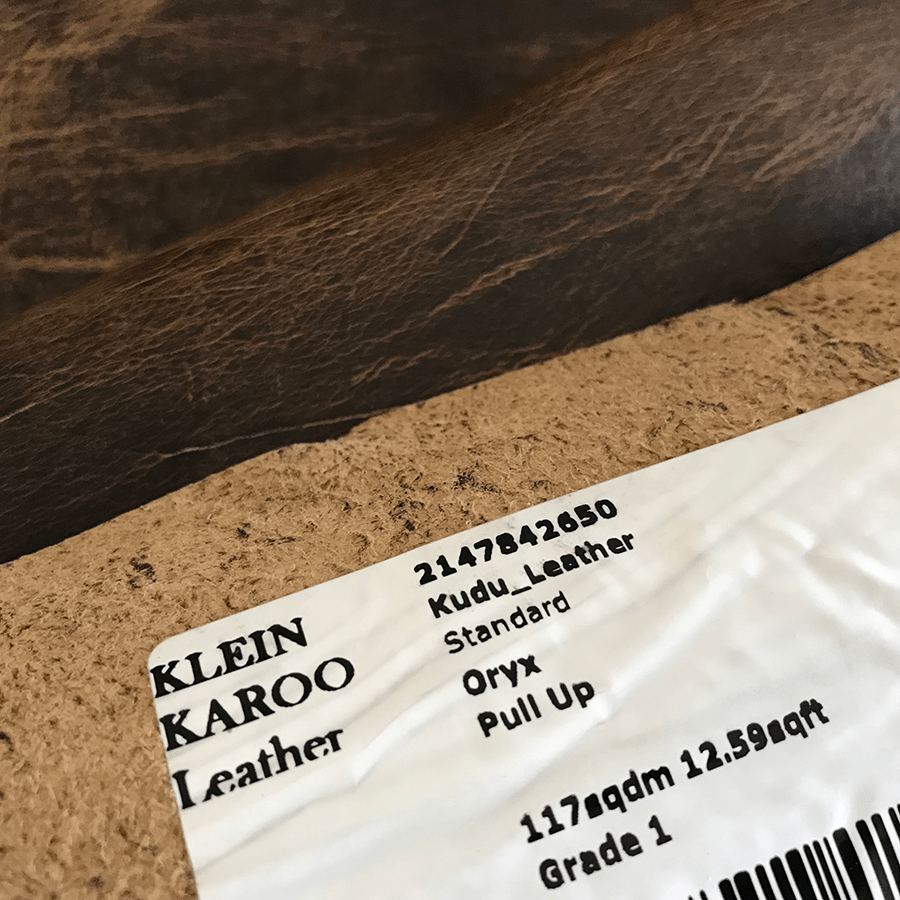 KLEIN
KAROO
Leather
2147842650
Kudu_Leather
Standard
Oryx
Pull Up
117sqdm 12.59sqft
Grade 1